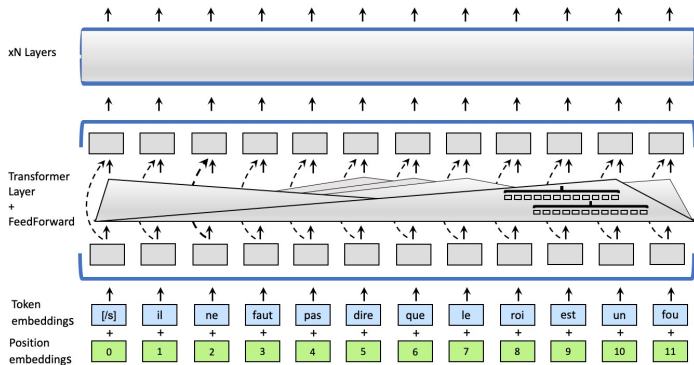 xN Layers
Transformer
Layer
+
FeedForward
Token
embeddings
[/s] il ne faut pas dire que le roi est un fou
+ + + + + + + + + + + +
Position
embeddings
0 1 2 3 4 5 6 7 8 9 10 11